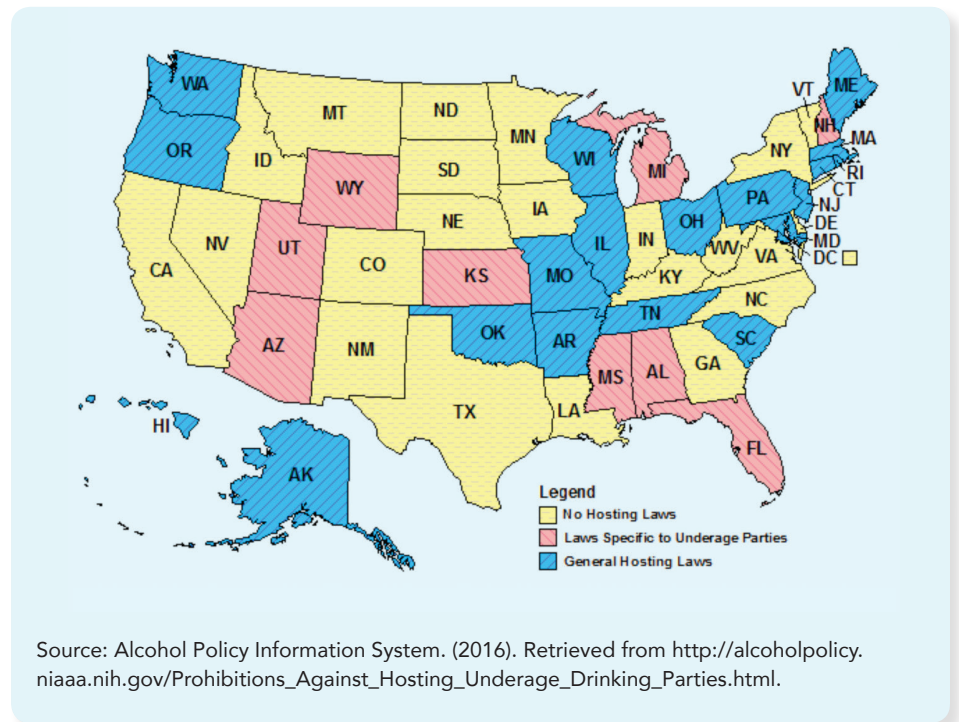 WA
OR
CA
NV
ID
MT
WY
UT
AZ
CO
NM
ND
SD
NE
KS
OK
TX
MN
IA
MO
AR
LA
WI
IL
MI
IN
OH
KY
TN
MS
AL
GA
FL
SC
NC
VA
WV
PA
NY
VT
NH
ME
MA
RI
CT
NJ
DE
MD
DC
HI
AK
Legend
No Hosting Laws
Laws Specific to Underage Parties
General Hosting Laws
Source: Alcohol Policy Information System. (2016). Retrieved from http://alcoholpolicy.
niaaa.nih.gov/Prohibitions_Against_Hosting_Underage_Drinking_Parties.html.